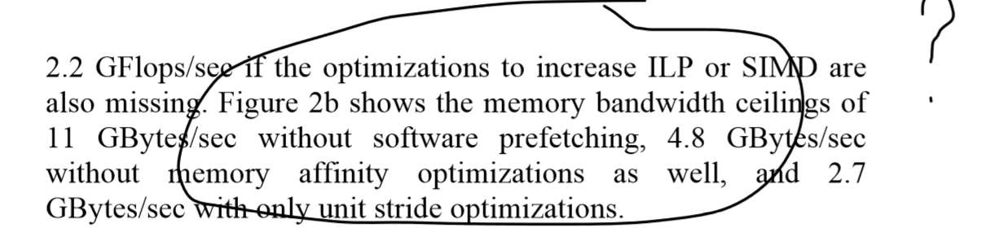 ?
2.2 GFlops/sec if the optimizations to increase ILP or SIMD are
also missing. Figure 2b shows the memory bandwidth ceilings of
11 GBytes/sec without software prefetching, 4.8 GBytes/sec
without memory affinity optimizations as well, and 2.7
GBytes/sec with only unit stride optimizations.